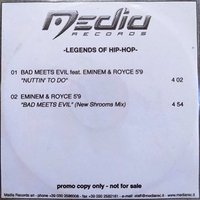 Media
RECORDS
-LEGENDS OF HIP-HOP-
01 BAD MEETS EVIL feat. EMINEM & ROYCE 5'9
"NUTTIN' TO DO" 4 02
02 EMINEM & ROYCE 5'9
"BAD MEETS EVIL" (New Shrooms Mix) 4 54
promo copy only - not for sale